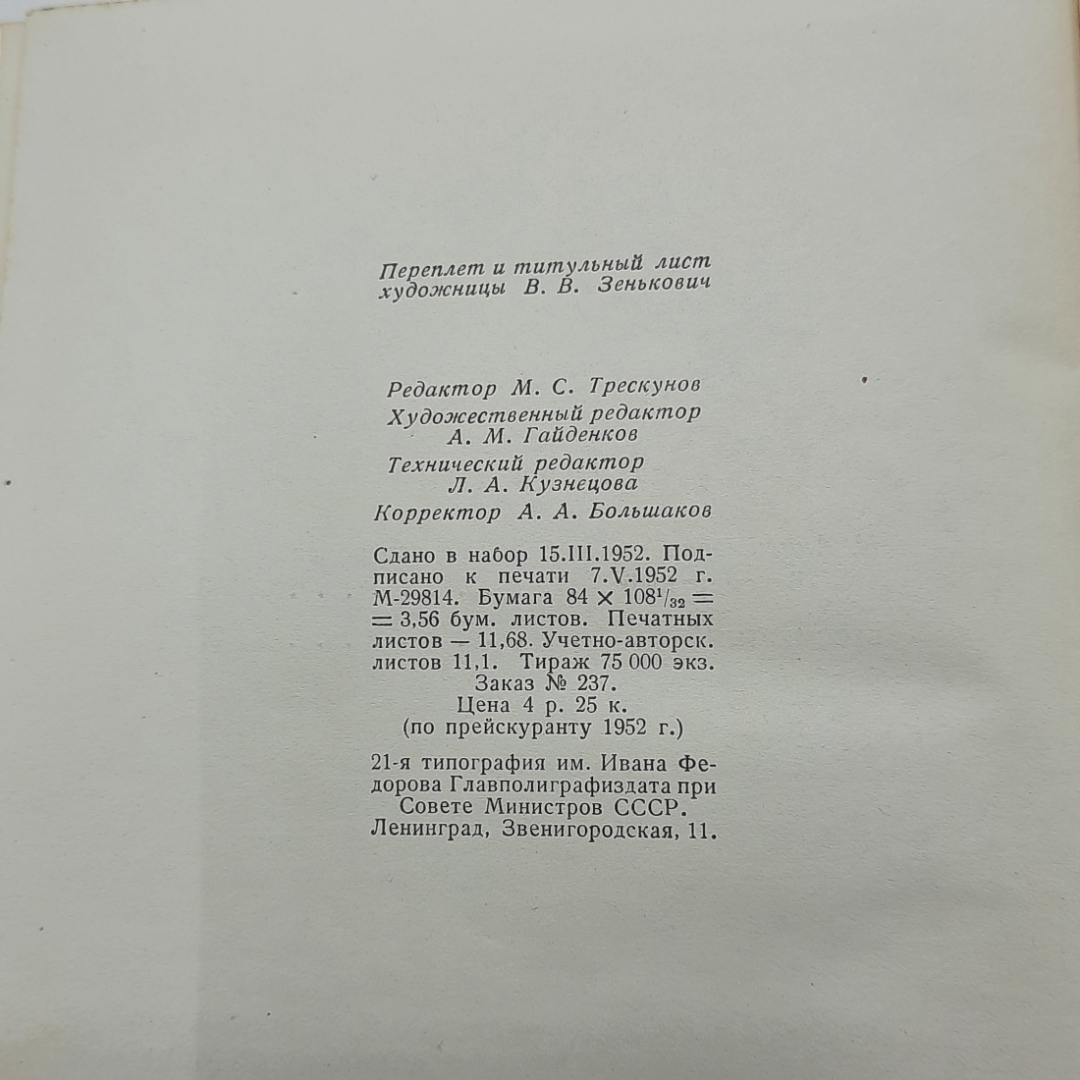 Переплет и титульный лист
художницы В. В. Зенькович
Редактор М. С. Трескунов
Художественный редактор
А. М. Гайденков
Технический редактор
Л. А. Кузнецова
Корректор А. А. Большаков
Сдано в набор 15.III.1952. Под-
писано к печати 7.V.1952 г.
М-29814. Бумага 84 × 108¹/₃₂ =
= 3,56 бум. листов. Печатных
листов — 11,68. Учетно-авторск.
листов 11,1. Тираж 75 000 экз.
Заказ № 237.
Цена 4 р. 25 к.
(по прейскуранту 1952 г.)
21-я типография им. Ивана Фе-
дорова Главполиграфиздата при
Совете Министров СССР.
Ленинград, Звенигородская, 11.